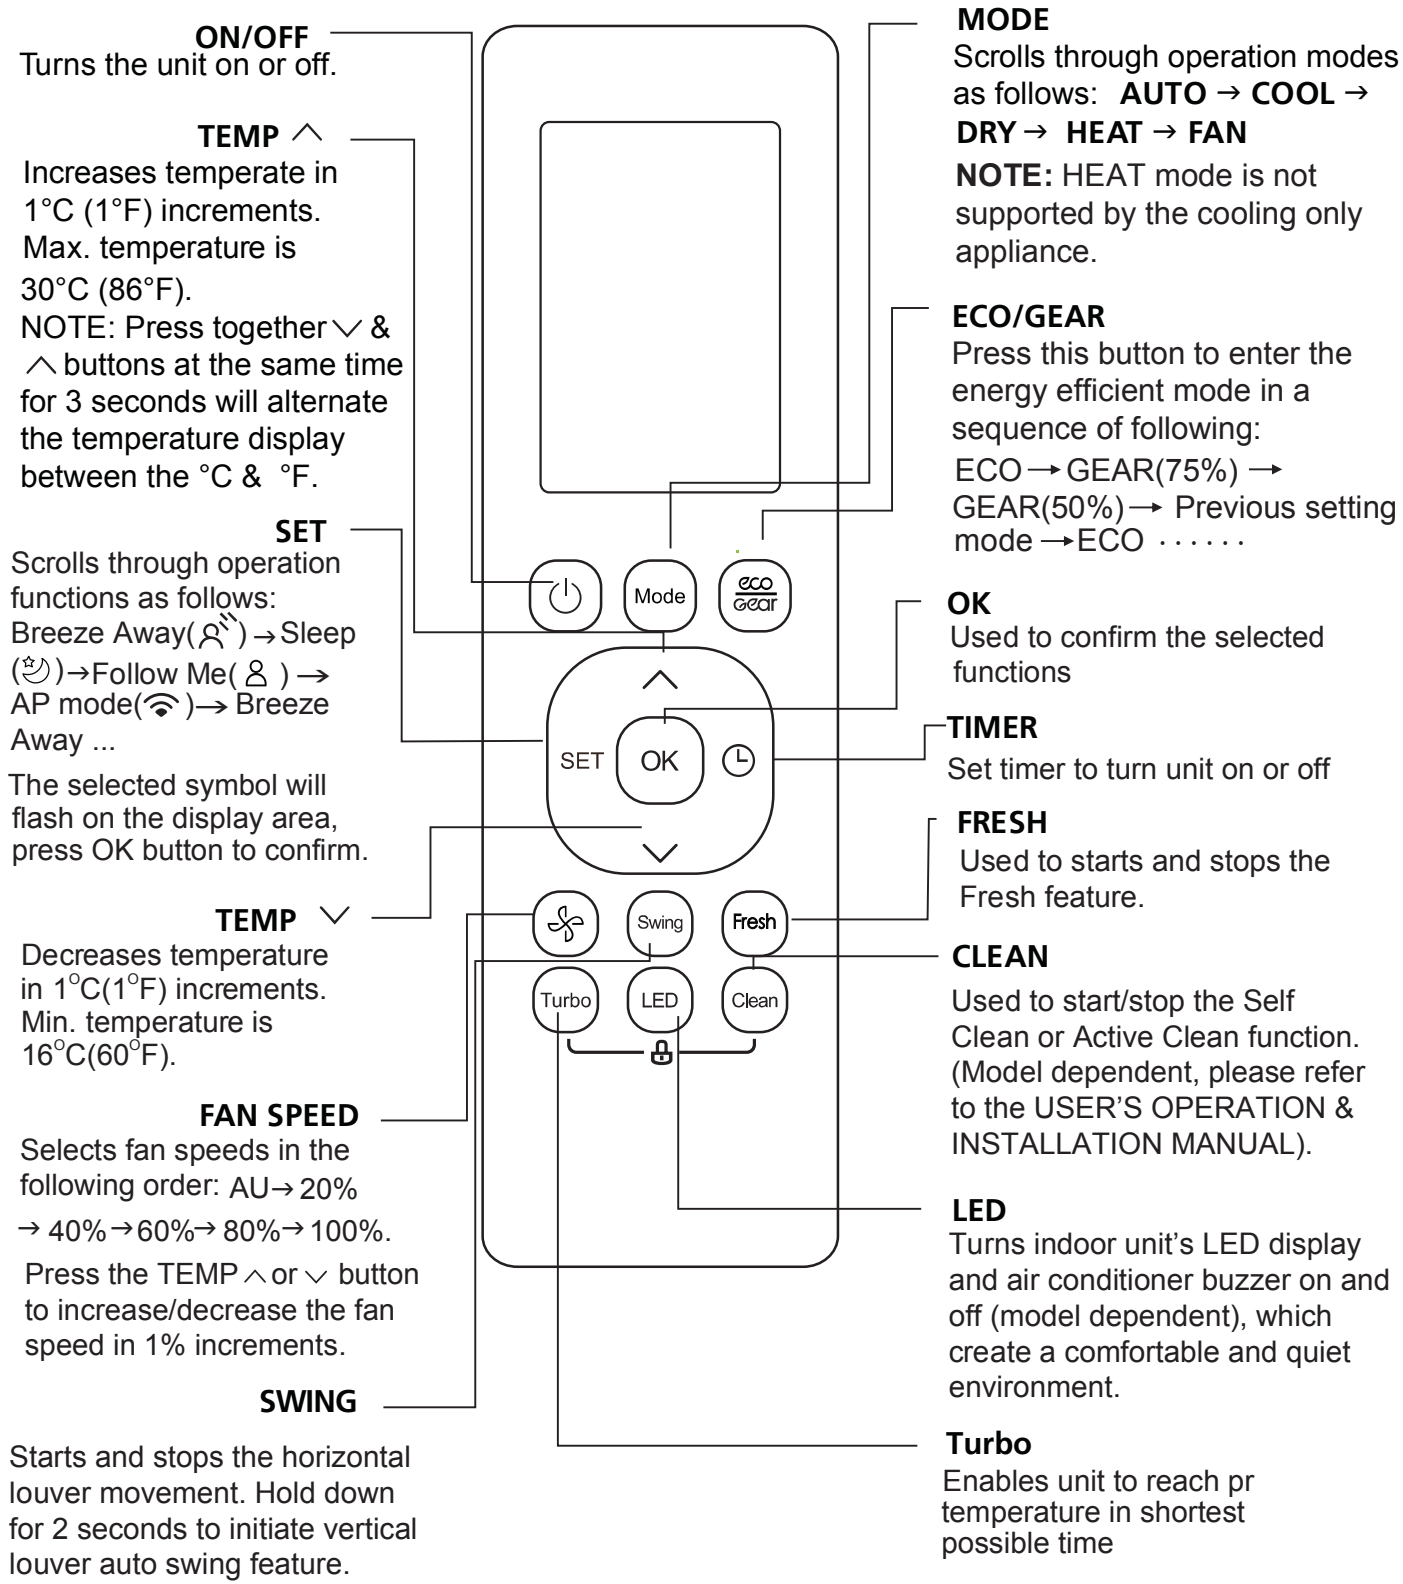 ON/OFF
Turns the unit on or off.
TEMP ︿
Increases temperate in
1°C (1°F) increments.
Max. temperature is
30°C (86°F).
NOTE: Press together ﹀ &
︿ buttons at the same time
for 3 seconds will alternate
the temperature display
between the °C & °F.
SET
Scrolls through operation
functions as follows:
Breeze Away( ) → Sleep
( ) → Follow Me( ) →
AP mode( ) → Breeze
Away ...
The selected symbol will
flash on the display area,
press OK button to confirm.
TEMP ﹀
Decreases temperature
in 1°C(1°F) increments.
Min. temperature is
16°C(60°F).
FAN SPEED
Selects fan speeds in the
following order: AU → 20%
→ 40% → 60% → 80% → 100%.
Press the TEMP ︿ or ﹀ button
to increase/decrease the fan
speed in 1% increments.
SWING
Starts and stops the horizontal
louver movement. Hold down
for 2 seconds to initiate vertical
louver auto swing feature.
Mode
eco
Gear
SET
OK
Swing
Fresh
Turbo
LED
Clean
MODE
Scrolls through operation modes
as follows: AUTO → COOL →
DRY → HEAT → FAN
NOTE: HEAT mode is not
supported by the cooling only
appliance.
ECO/GEAR
Press this button to enter the
energy efficient mode in a
sequence of following:
ECO → GEAR(75%) →
GEAR(50%) → Previous setting
mode → ECO ······
OK
Used to confirm the selected
functions
TIMER
Set timer to turn unit on or off
FRESH
Used to starts and stops the
Fresh feature.
CLEAN
Used to start/stop the Self
Clean or Active Clean function.
(Model dependent, please refer
to the USER'S OPERATION &
INSTALLATION MANUAL).
LED
Turns indoor unit's LED display
and air conditioner buzzer on and
off (model dependent), which
create a comfortable and quiet
environment.
Turbo
Enables unit to reach pr
temperature in shortest
possible time